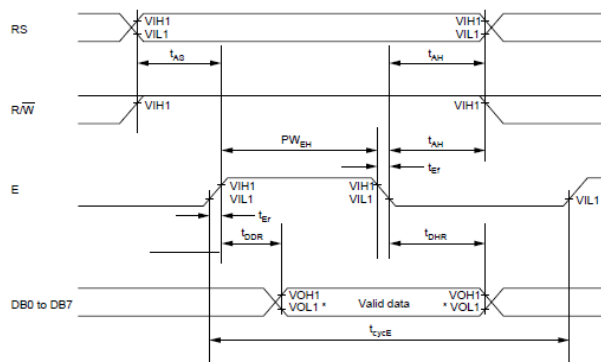 RS VIH1 VIH1
VIL1 VIL1
tAS tAH
R/W̅ VIH1 VIH1
PWEH tAH
tEf
E VIH1 VIH1
VIL1 VIL1 VIL1
tEr
tDDR tDHR
DB0 to DB7 VOH1 Valid data VOH1
VOL1 * * VOL1
tcycE